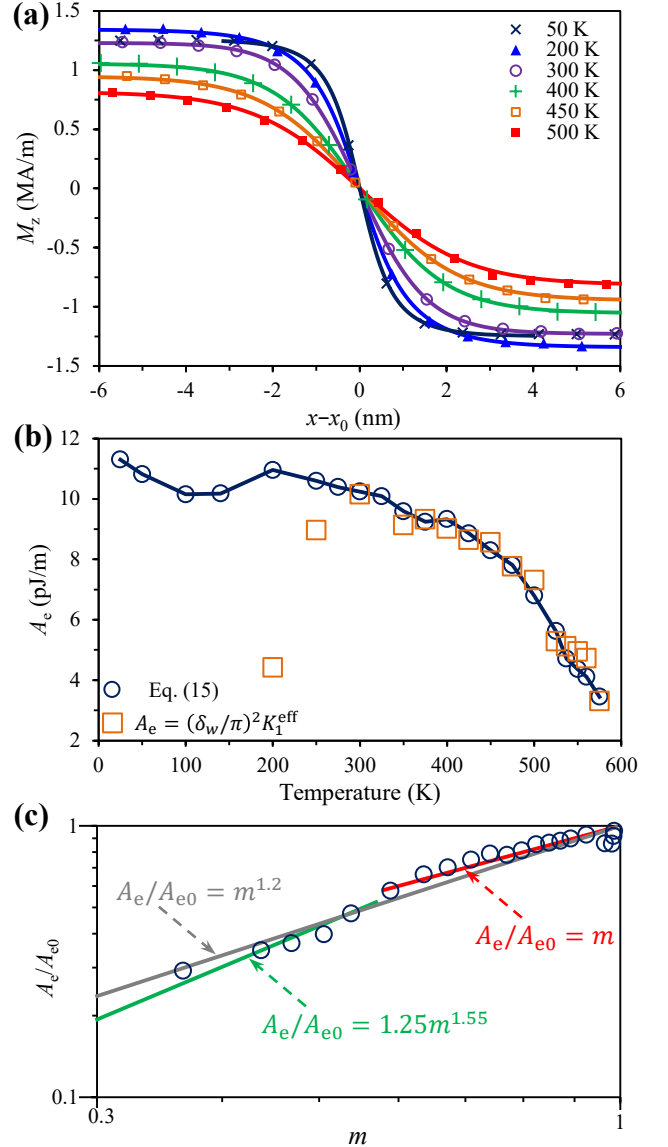 (a)
1.5
1
0.5
0
-0.5
-1
-1.5
M_z (MA/m)
50 K
200 K
300 K
400 K
450 K
500 K
-6 -4 -2 0 2 4 6
x−x_0 (nm)
(b)
12
10
8
6
4
2
A_e (pJ/m)
Eq. (15)
A_e = (δ_w/π)^2 K_1^eff
0 100 200 300 400 500 600
Temperature (K)
(c)
1
0.1
A_e/A_e0
A_e/A_e0 = m^1.2
A_e/A_e0 = m
A_e/A_e0 = 1.25m^1.55
0.3 1
m